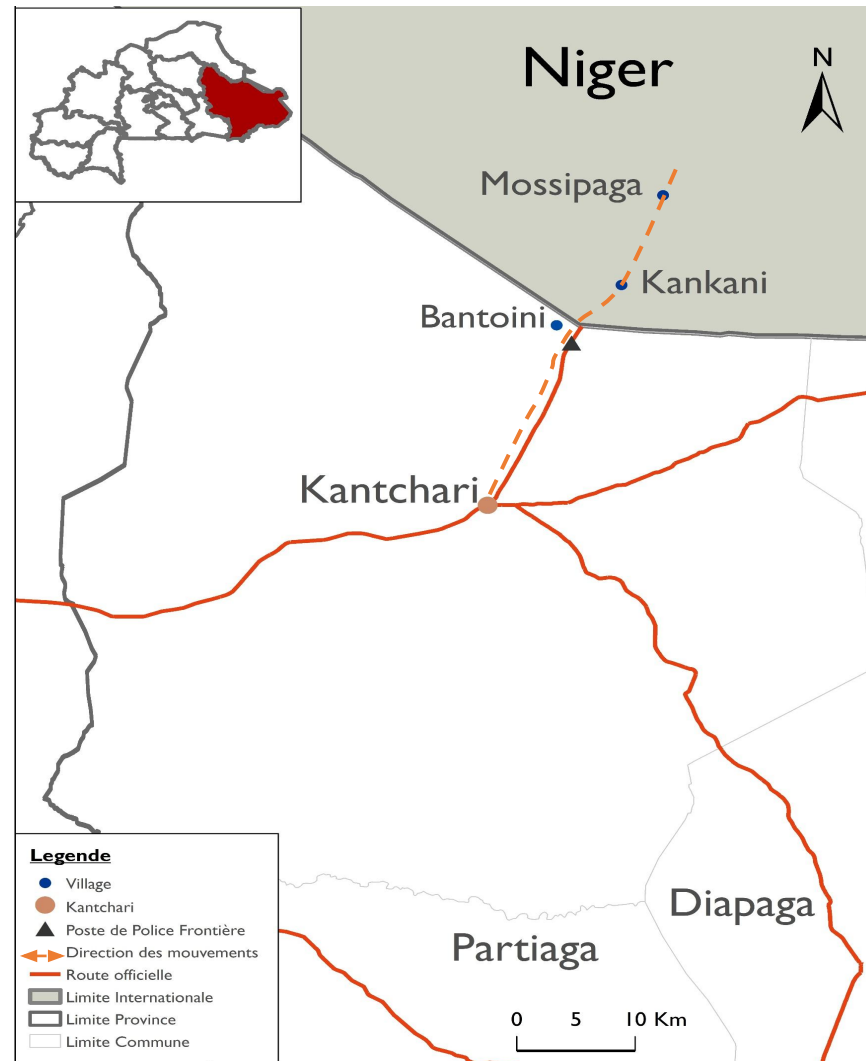 Niger
N
Mossipaga
Kankani
Bantoini
Kantchari
Diapaga
Partiaga
Legende
Village
Kantchari
Poste de Police Frontière
Direction des mouvements
Route officielle
Limite Internationale
Limite Province
Limite Commune
0 5 10 Km